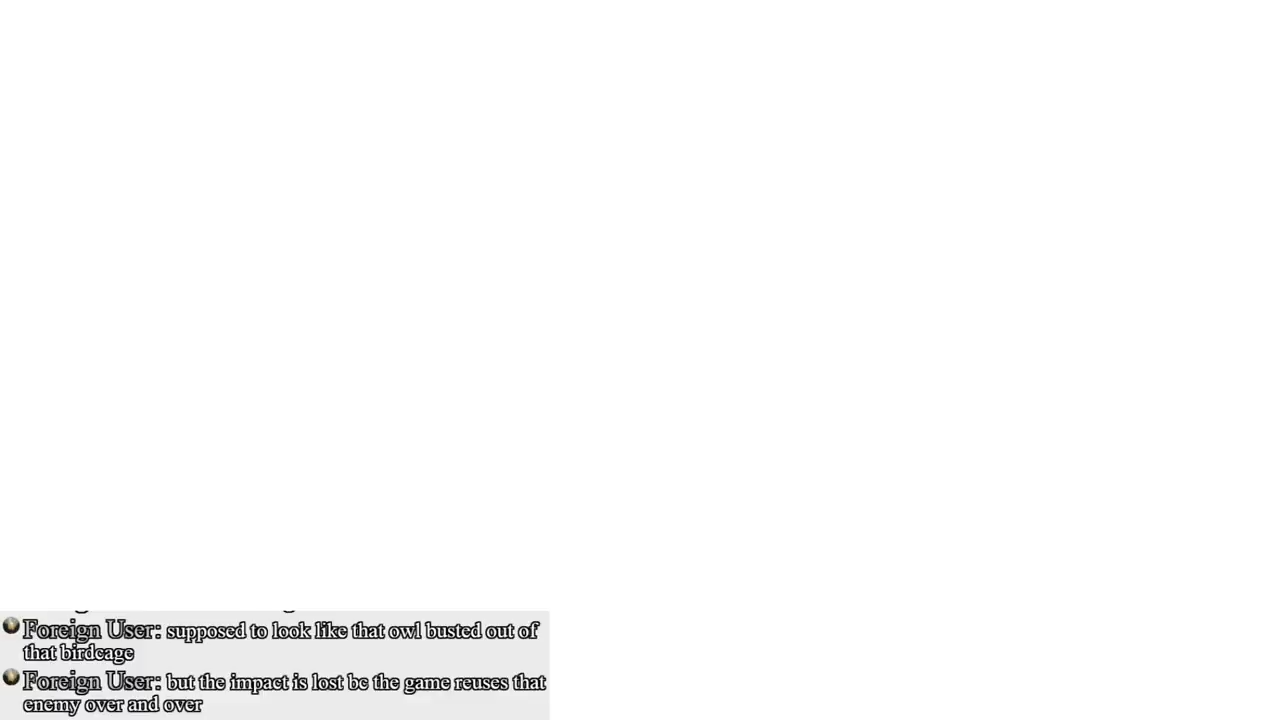 Foreign User: supposed to look like that owl busted out of
that birdcage
Foreign User: but the impact is lost bc the game reuses that
enemy over and over